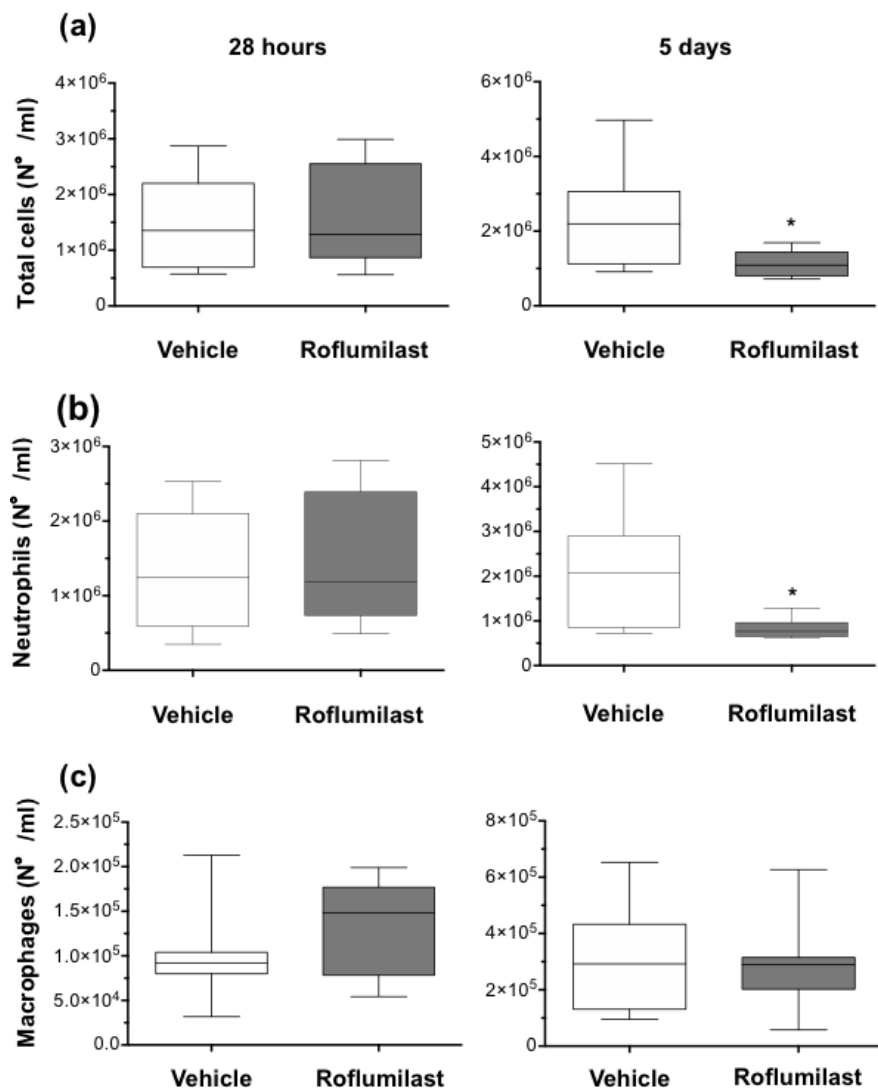 (a)
28 hours
5 days
Total cells (N° /ml)
4×10⁶
3×10⁶
2×10⁶
1×10⁶
0
Vehicle Roflumilast
6×10⁶
4×10⁶
2×10⁶
0
*
Vehicle Roflumilast
(b)
Neutrophils (N° /ml)
3×10⁶
2×10⁶
1×10⁶
0
Vehicle Roflumilast
5×10⁶
4×10⁶
3×10⁶
2×10⁶
1×10⁶
0
*
Vehicle Roflumilast
(c)
Macrophages (N° /ml)
2.5×10⁵
2.0×10⁵
1.5×10⁵
1.0×10⁵
5.0×10⁴
0.0
Vehicle Roflumilast
8×10⁵
6×10⁵
4×10⁵
2×10⁵
0
Vehicle Roflumilast